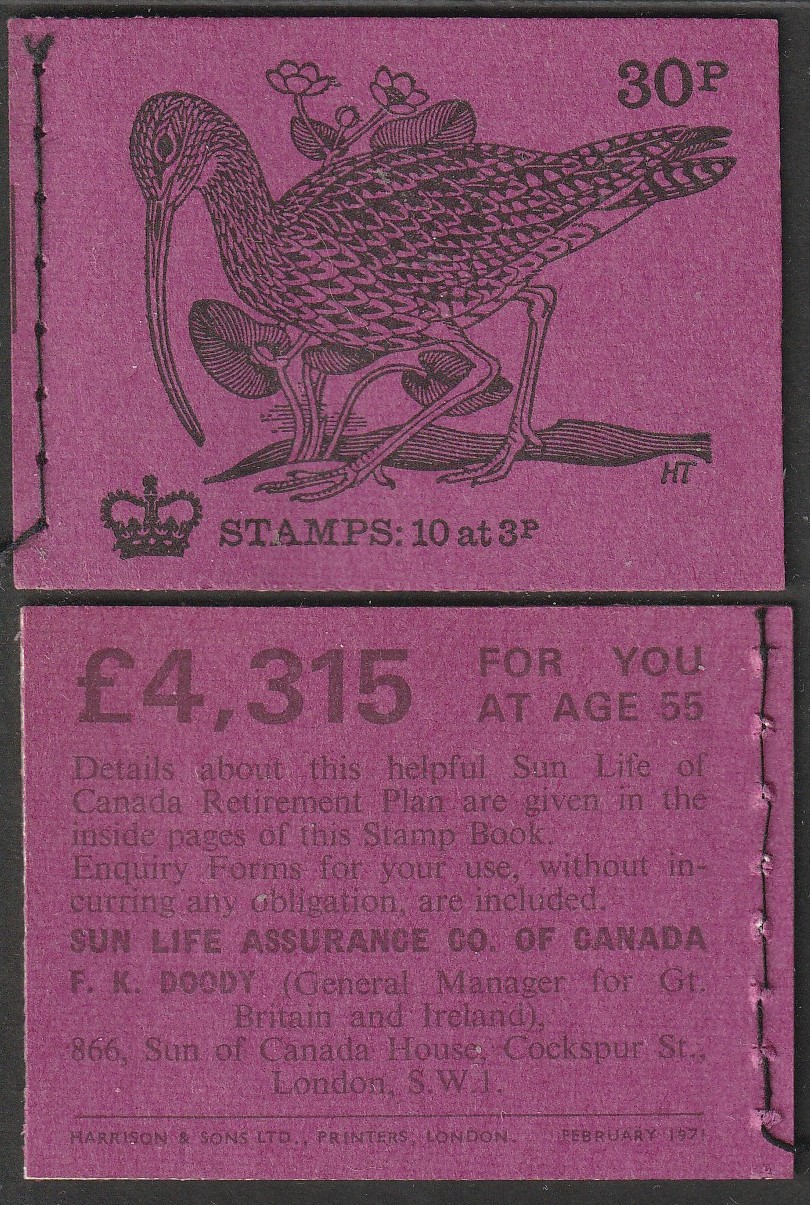 30P
HT
STAMPS: 10 at 3P
£4,315 FOR YOU
AT AGE 55
Details about this helpful Sun Life of
Canada Retirement Plan are given in the
inside pages of this Stamp Book.
Enquiry Forms for your use, without in-
curring any obligation, are included.
SUN LIFE ASSURANCE CO. OF CANADA
F. K. DOODY (General Manager for Gt.
Britain and Ireland),
866, Sun of Canada House, Cockspur St.,
London, S.W.1.
HARRISON & SONS LTD., PRINTERS, LONDON. FEBRUARY 1971